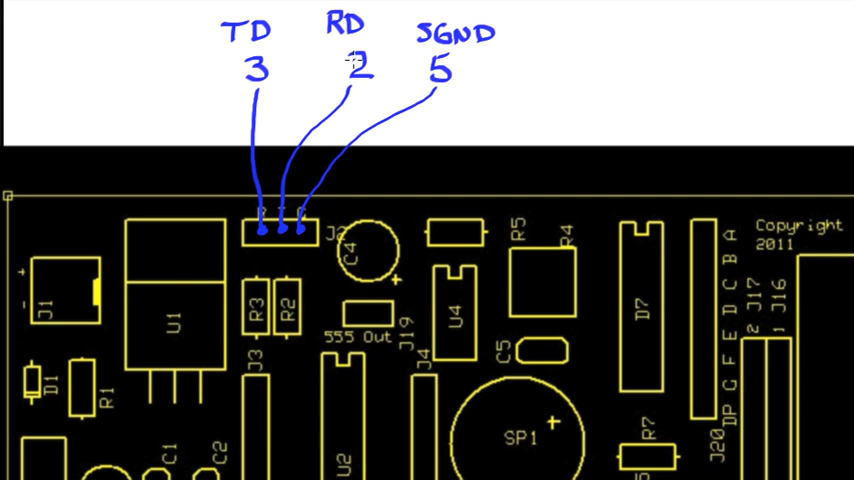 TD RD SGND
3 2 5
R T G
J2
C4
+
R5
R4
Copyright
2011
A
B
C
D
E
F
G
DP
J17
J16
2 1
+
-
J1
U1
R3
R2
U4
D7
555 Out
J19
C5
J3
J4
D1
R1
SP1
+
R7
J20
C1
C2
U2